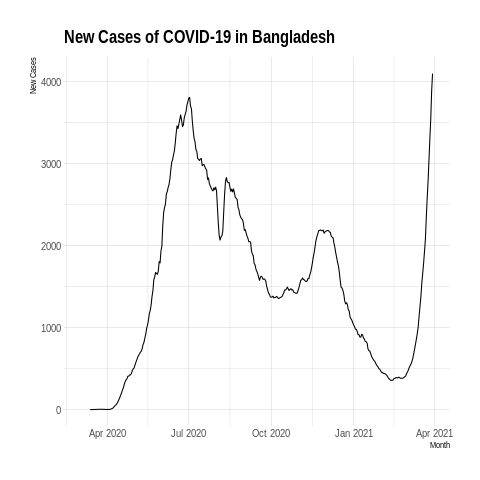 New Cases of COVID-19 in Bangladesh
New Cases
4000
3000
2000
1000
0
Apr 2020 Jul 2020 Oct 2020 Jan 2021 Apr 2021
Month